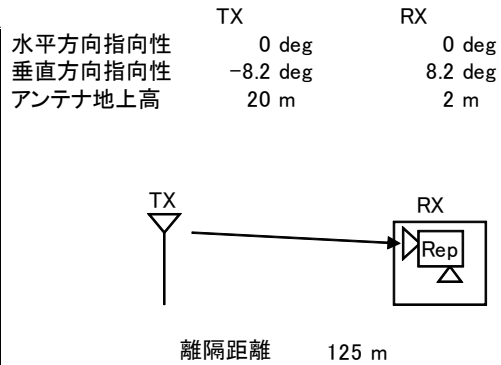 TX RX
水平方向指向性 0 deg 0 deg
垂直方向指向性 -8.2 deg 8.2 deg
アンテナ地上高 20 m 2 m
TX
RX
Rep
離隔距離 125 m